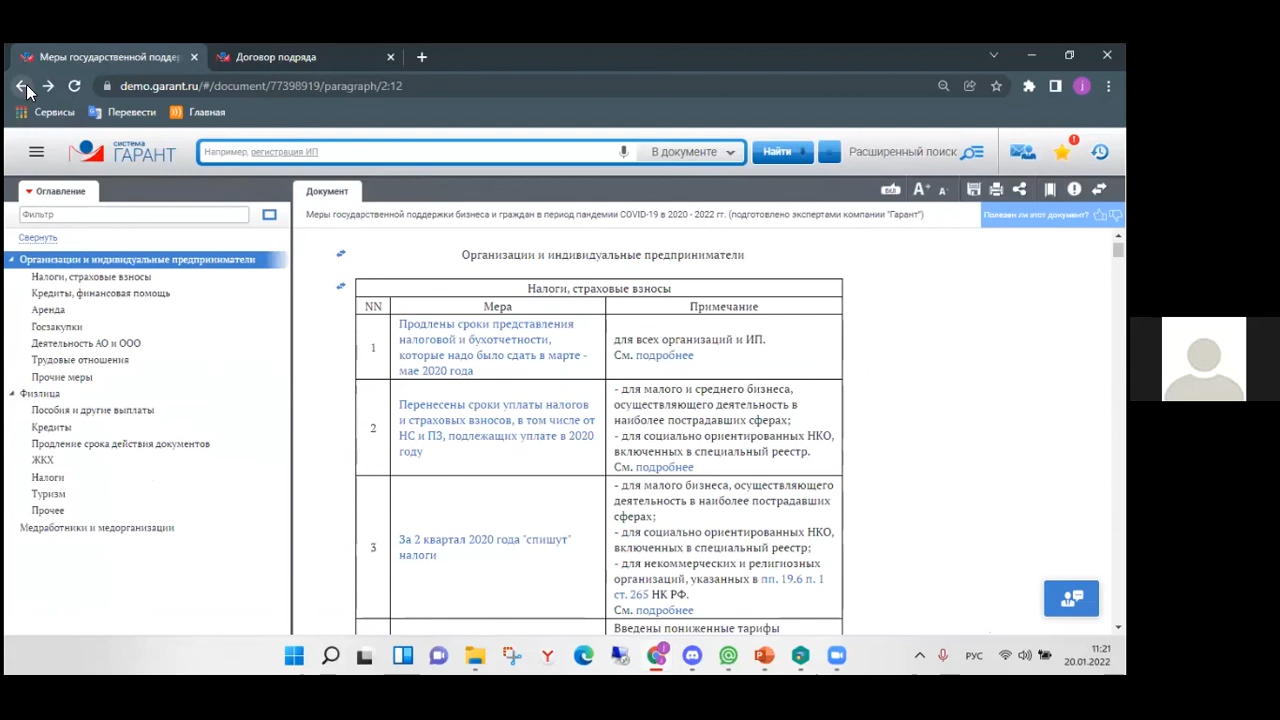 Меры государственной поддер
Договор подряда
demo.garant.ru/#/document/77398919/paragraph/2:12
Сервисы
Перевести
Главная
система
ГАРАНТ
Например, регистрация ИП
В документе
Найти
Расширенный поиск
Оглавление
Документ
A+
A-
Фильтр
Меры государственной поддержки бизнеса и граждан в период пандемии COVID-19 в 2020 - 2022 гг. (подготовлено экспертами компании "Гарант")
Полезен ли этот документ?
Свернуть
Организации и индивидуальные предприниматели
Налоги, страховые взносы
Кредиты, финансовая помощь
Аренда
Госзакупки
Деятельность АО и ООО
Трудовые отношения
Прочие меры
Физлица
Пособия и другие выплаты
Кредиты
Продление срока действия документов
ЖКХ
Налоги
Туризм
Прочее
Медработники и медорганизации
Организации и индивидуальные предприниматели
Налоги, страховые взносы
NN
Мера
Примечание
1
Продлены сроки представления
налоговой и бухотчетности,
которые надо было сдать в марте -
мае 2020 года
для всех организаций и ИП.
См. подробнее
2
Перенесены сроки уплаты налогов
и страховых взносов, в том числе от
НС и ПЗ, подлежащих уплате в 2020
году
- для малого и среднего бизнеса,
осуществляющего деятельность в
наиболее пострадавших сферах;
- для социально ориентированных НКО,
включенных в специальный реестр.
См. подробнее
3
За 2 квартал 2020 года "спишут"
налоги
- для малого бизнеса, осуществляющего
деятельность в наиболее пострадавших
сферах;
- для социально ориентированных НКО,
включенных в специальный реестр;
- для некоммерческих и религиозных
организаций, указанных в пп. 19.6 п. 1
ст. 265 НК РФ.
См. подробнее
Введены пониженные тарифы
РУС
11:21
20.01.2022